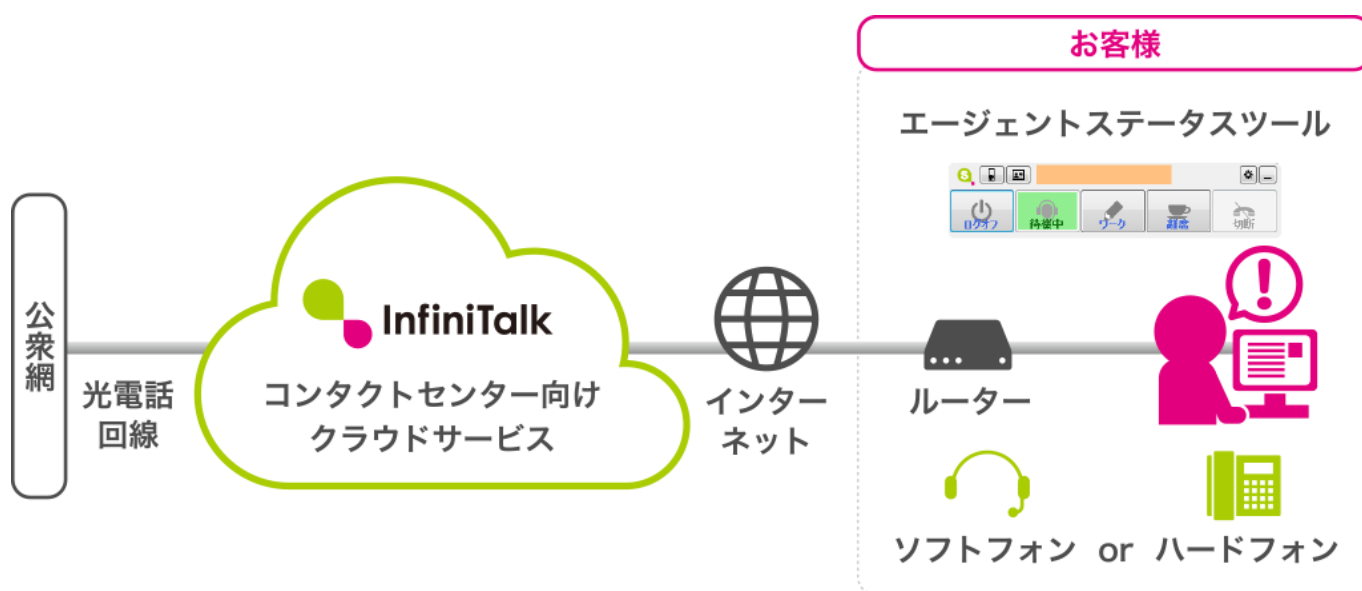 お客様
エージェントステータスツール
ログオフ
待機中
ワーク
離席
切断
公衆網
光電話
回線
InfiniTalk
コンタクトセンター向け
クラウドサービス
インター
ネット
ルーター
ソフトフォン or ハードフォン